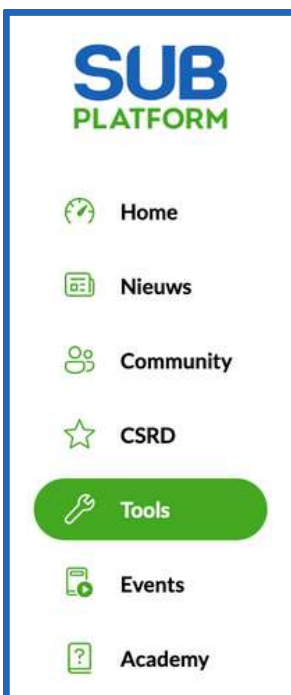 SUB
PLATFORM
Home
Nieuws
Community
CSRD
Tools
Events
Academy